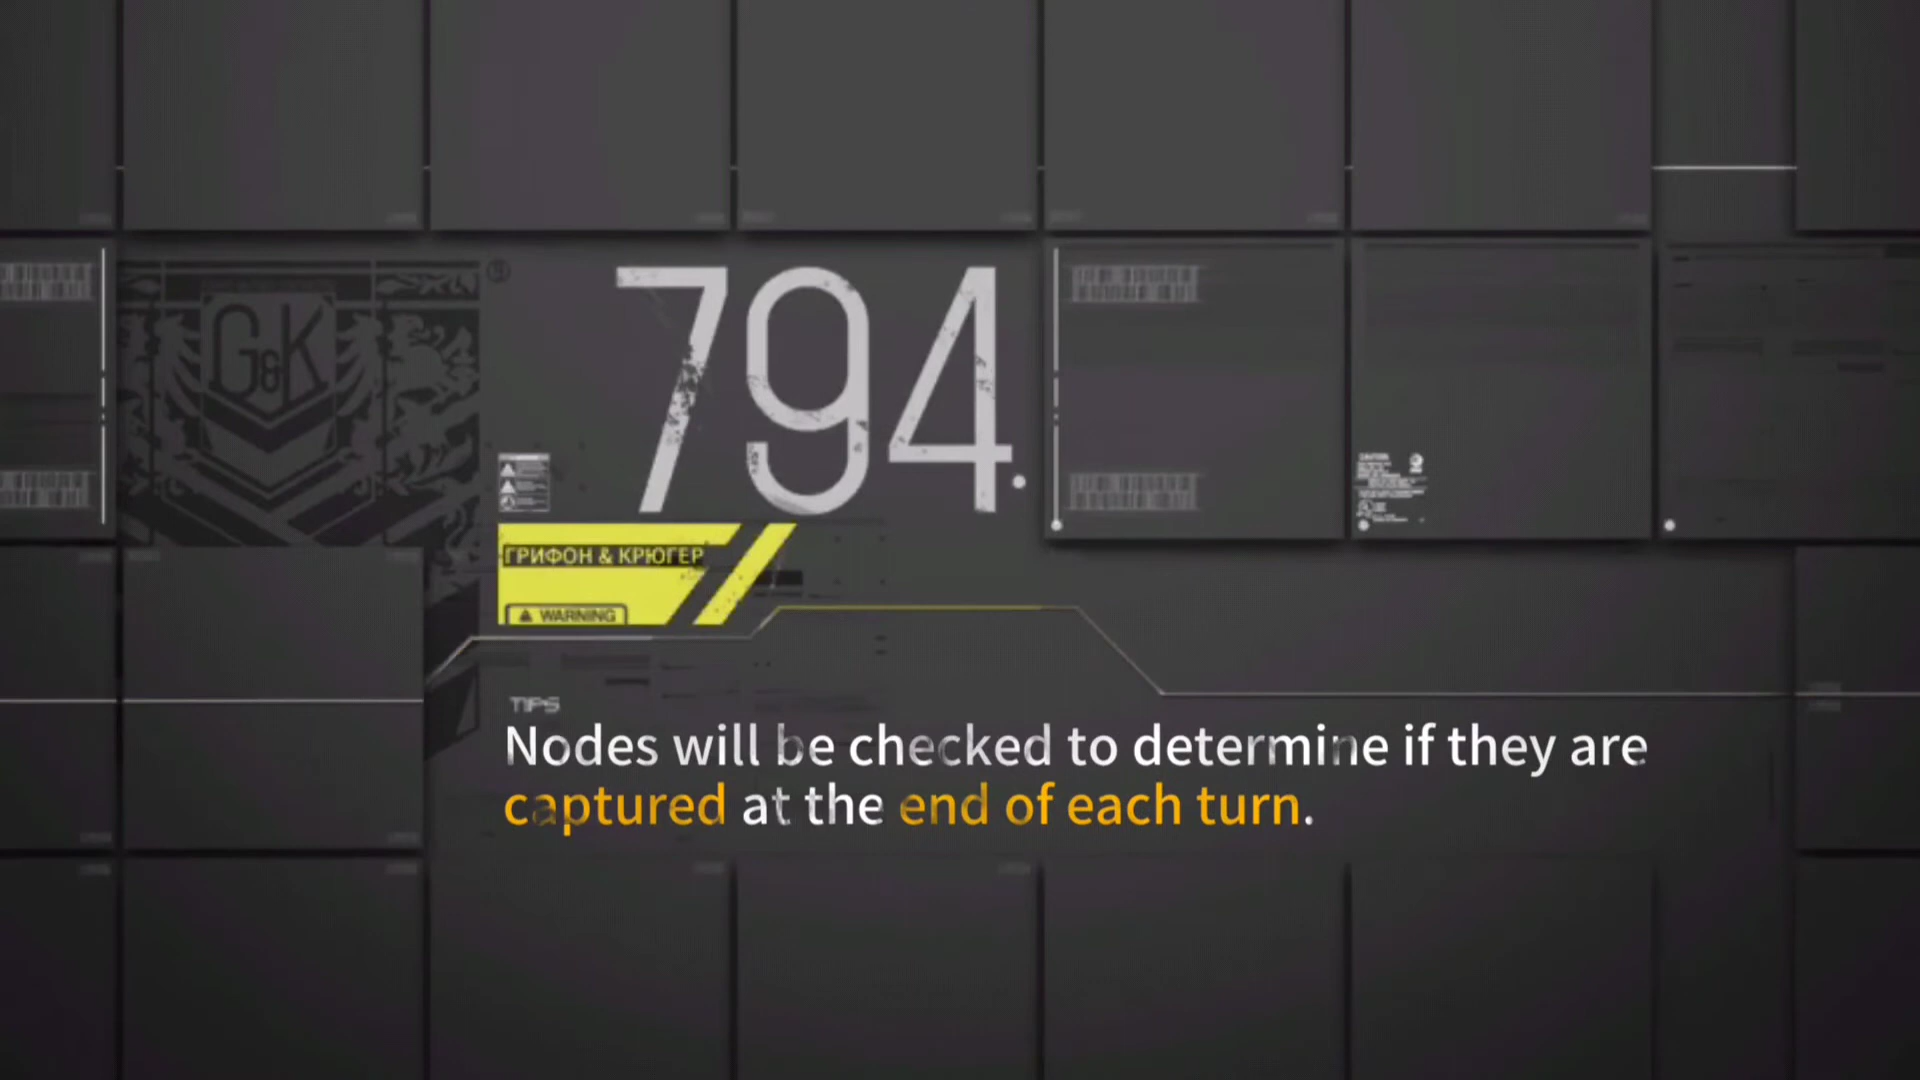 G&K
794.
ГРИФОН & КРЮГЕР
WARNING
CAUTION
TIPS
Nodes will be checked to determine if they are
captured at the end of each turn.